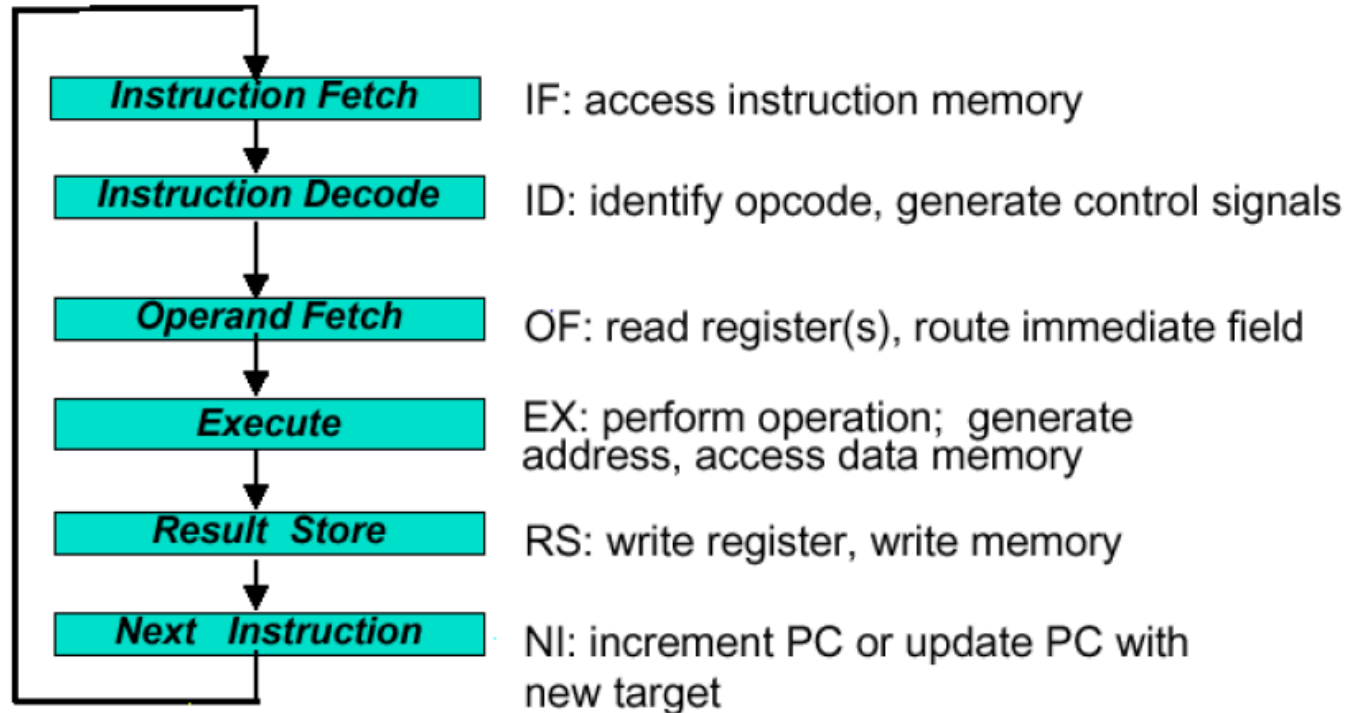 Instruction Fetch
IF: access instruction memory
Instruction Decode
ID: identify opcode, generate control signals
Operand Fetch
OF: read register(s), route immediate field
Execute
EX: perform operation; generate
address, access data memory
Result Store
RS: write register, write memory
Next Instruction
NI: increment PC or update PC with
new target